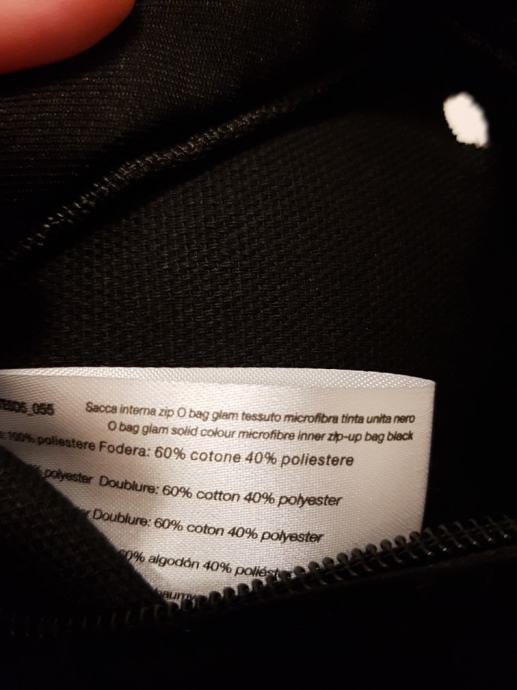 055 Sacca interna zip O bag glam tessuto microfibra tinta unita nero
O bag glam solid colour microfibre inner zip-up bag black
100% poliestere Fodera: 60% cotone 40% poliestere
polyester Doublure: 60% cotton 40% polyester
Doublure: 60% coton 40% polyester
algodón 40%